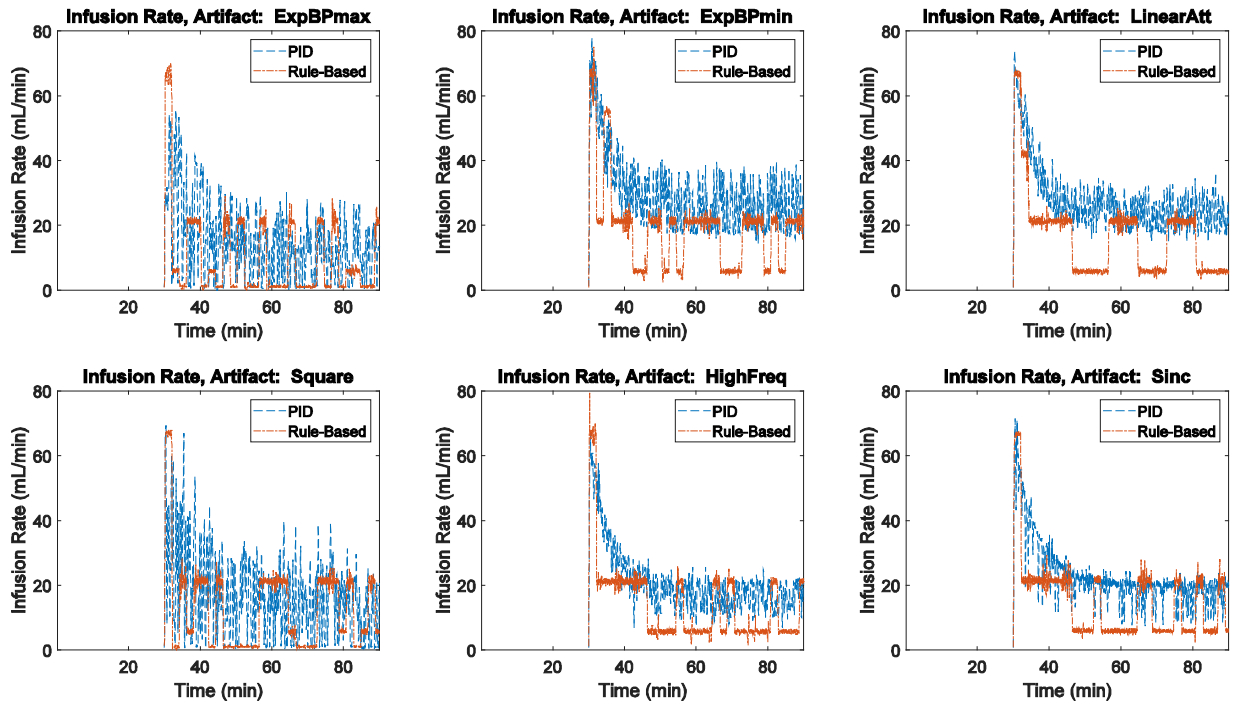 Infusion Rate, Artifact: ExpBPmax
Infusion Rate (mL/min)
80
60
40
20
0
PID
Rule-Based
20
40
60
80
Time (min)
Infusion Rate, Artifact: ExpBPmin
Infusion Rate (mL/min)
80
60
40
20
0
PID
Rule-Based
20
40
60
80
Time (min)
Infusion Rate, Artifact: LinearAtt
Infusion Rate (mL/min)
80
60
40
20
0
PID
Rule-Based
20
40
60
80
Time (min)
Infusion Rate, Artifact: Square
Infusion Rate (mL/min)
80
60
40
20
0
PID
Rule-Based
20
40
60
80
Time (min)
Infusion Rate, Artifact: HighFreq
Infusion Rate (mL/min)
80
60
40
20
0
PID
Rule-Based
20
40
60
80
Time (min)
Infusion Rate, Artifact: Sinc
Infusion Rate (mL/min)
80
60
40
20
0
PID
Rule-Based
20
40
60
80
Time (min)